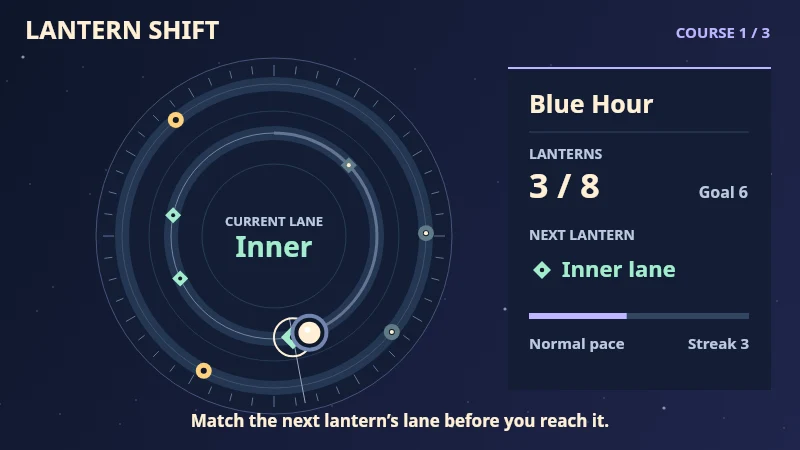 LANTERN SHIFT
COURSE 1 / 3
Blue Hour
LANTERNS
3 / 8
Goal 6
NEXT LANTERN
Inner lane
Normal pace
Streak 3
CURRENT LANE
Inner
Match the next lantern’s lane before you reach it.